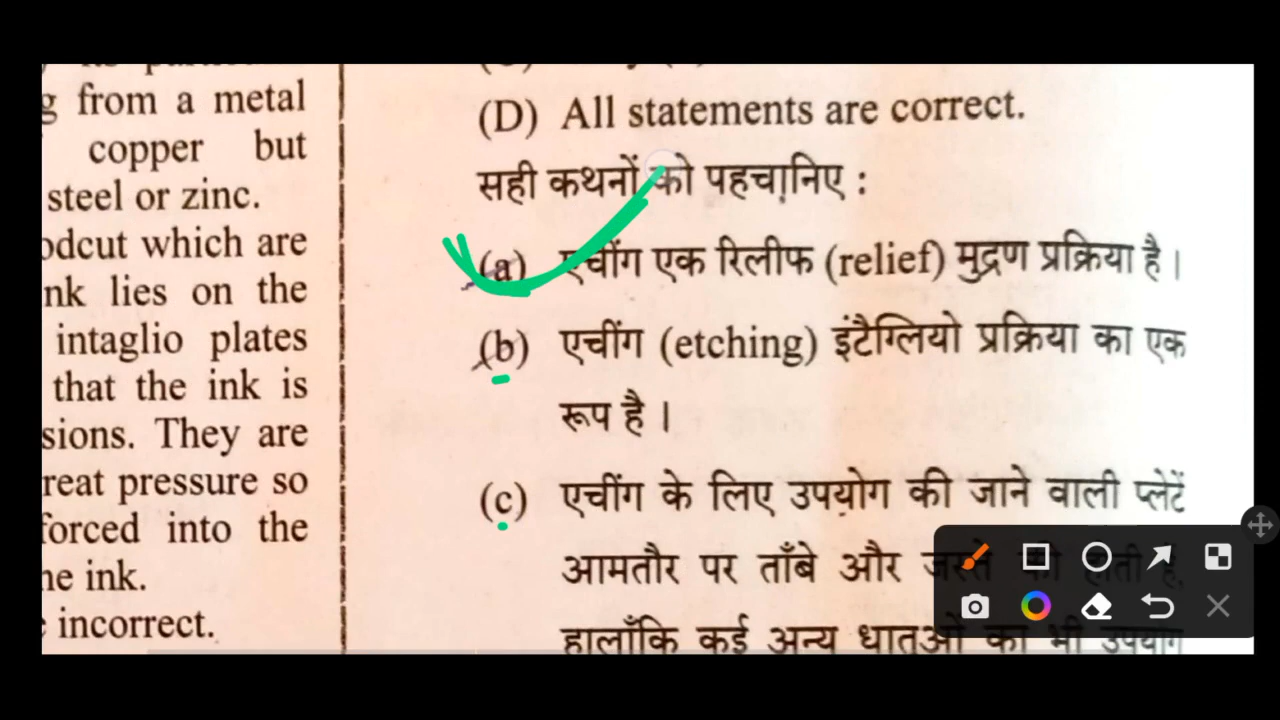 g from a metal
copper but
steel or zinc.
odcut which are
nk lies on the
intaglio plates
that the ink is
sions. They are
reat pressure so
forced into the
he ink.
incorrect.
(D) All statements are correct.
सही कथनों को पहचानिए :
(a) एचींग एक रिलीफ (relief) मुद्रण प्रक्रिया है।
(b) एचींग (etching) इंटैग्लियो प्रक्रिया का एक
रूप है।
(c) एचींग के लिए उपयोग की जाने वाली प्लेटें
आमतौर पर ताँबे और जस्ते की होती हैं,
हालाँकि कई अन्य धातुओं का भी उपयोग